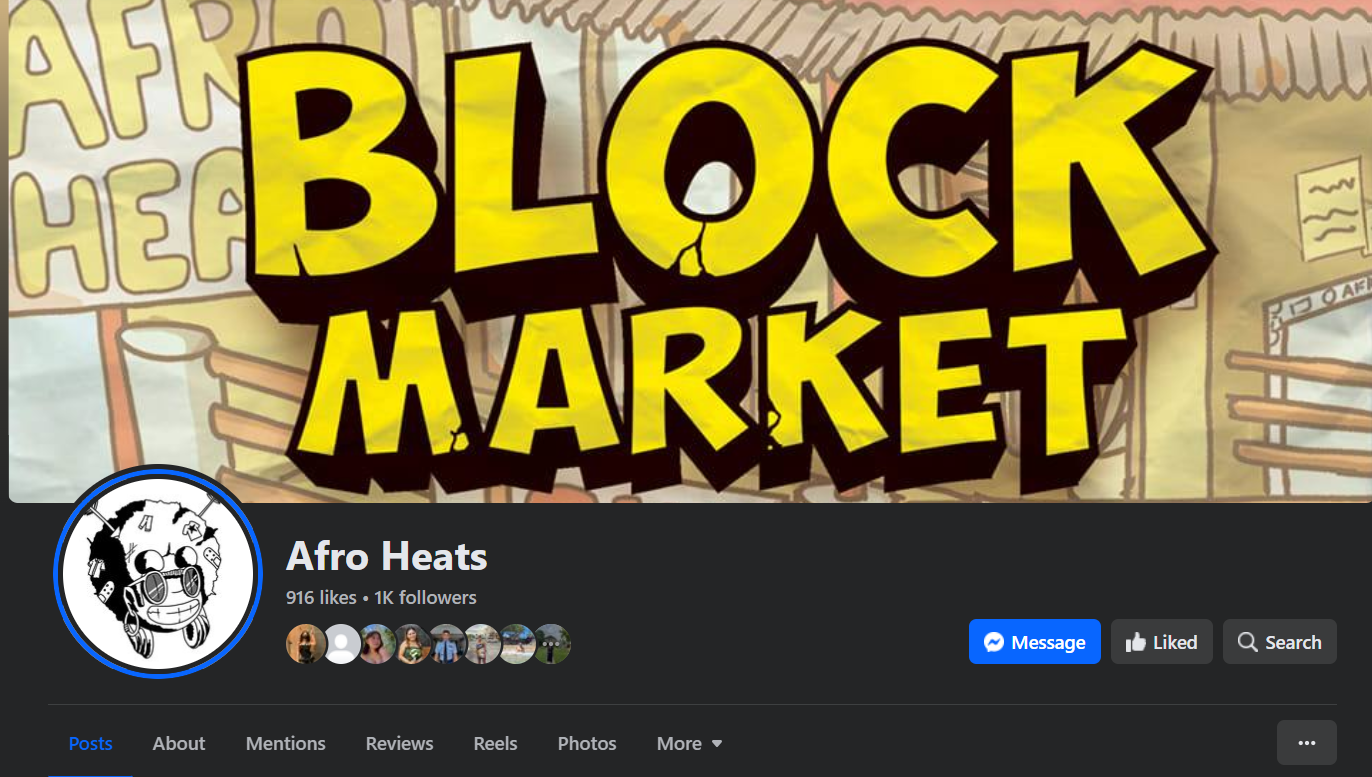 AFRO
HEA
BLOCK
MARKET
Afro Heats
916 likes • 1K followers
Message
Liked
Search
Posts
About
Mentions
Reviews
Reels
Photos
More